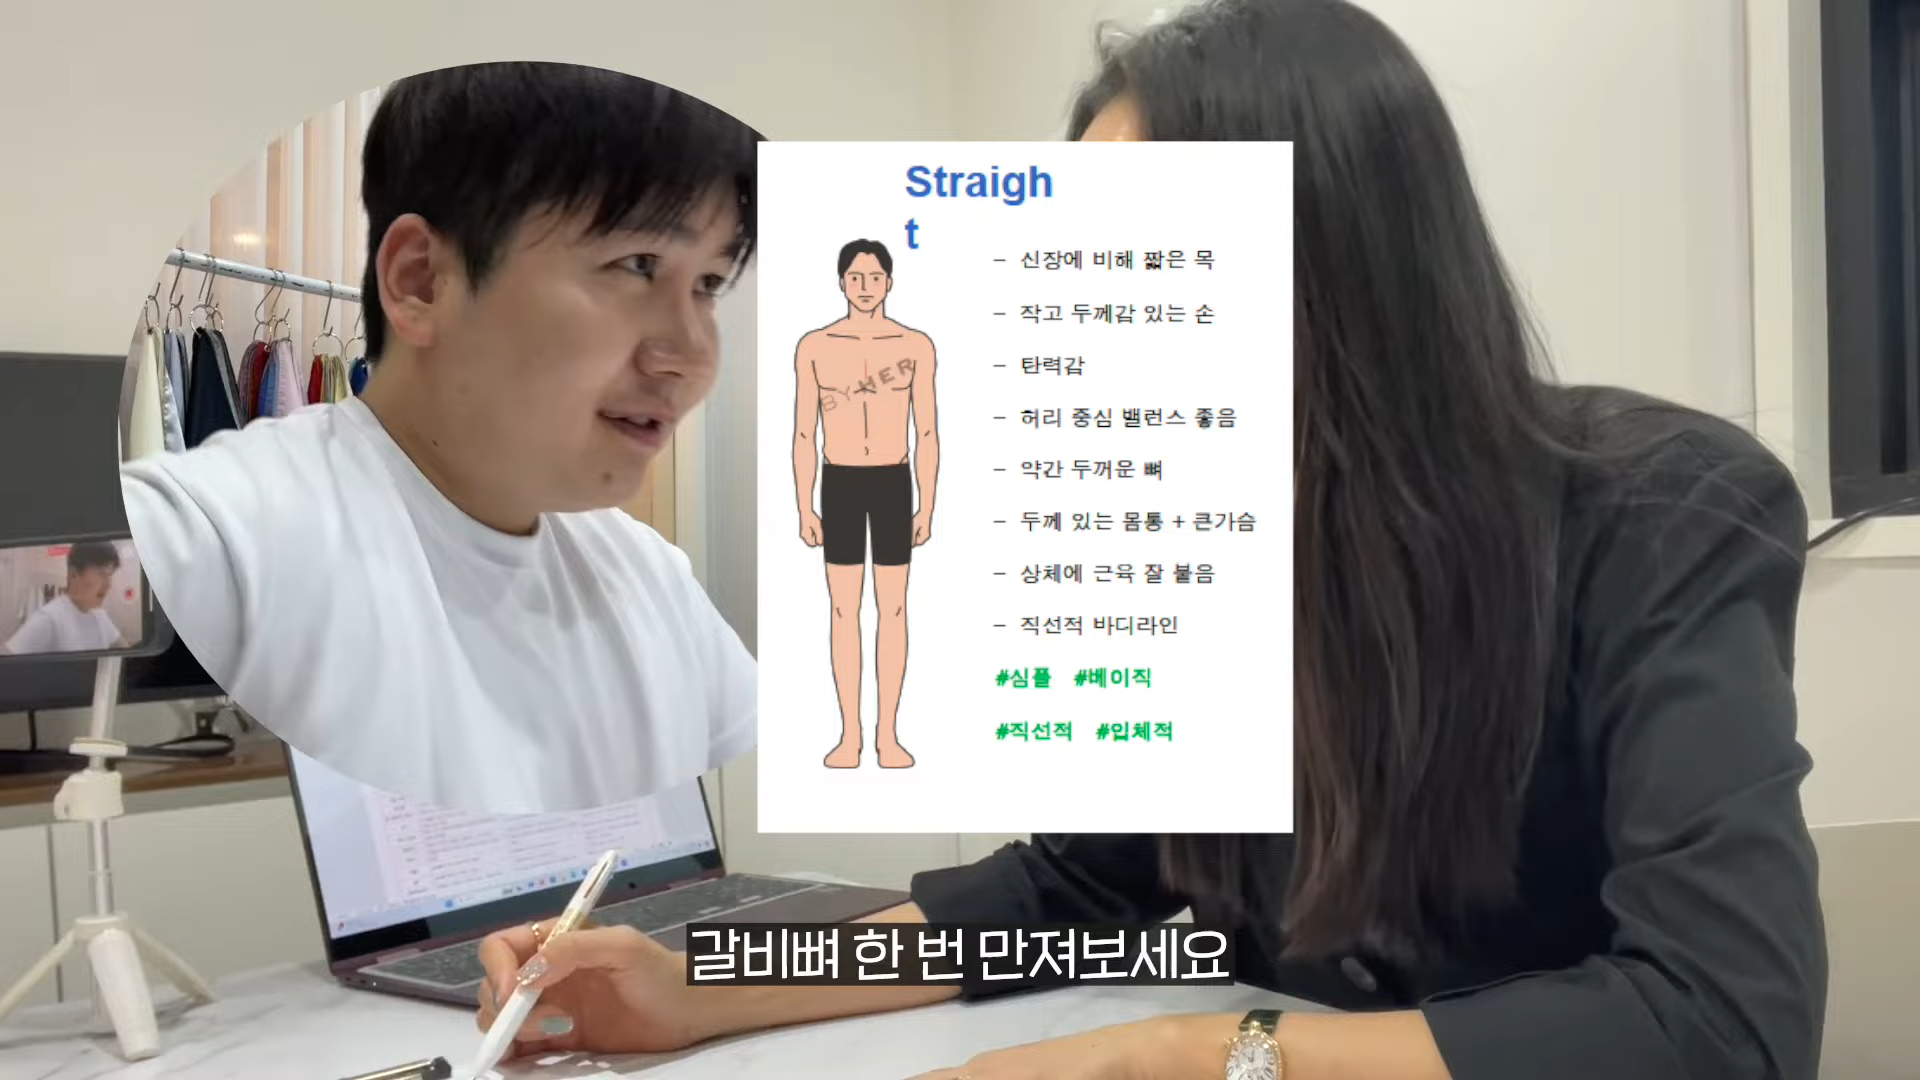 Straigh
t
– 신장에 비해 짧은 목
– 작고 두께감 있는 손
– 탄력감
– 허리 중심 밸런스 좋음
– 약간 두꺼운 뼈
– 두께 있는 몸통 + 큰가슴
– 상체에 근육 잘 붙음
– 직선적 바디라인
#심플 #베이직
#직선적 #입체적
BY HER
갈비뼈 한 번 만져보세요